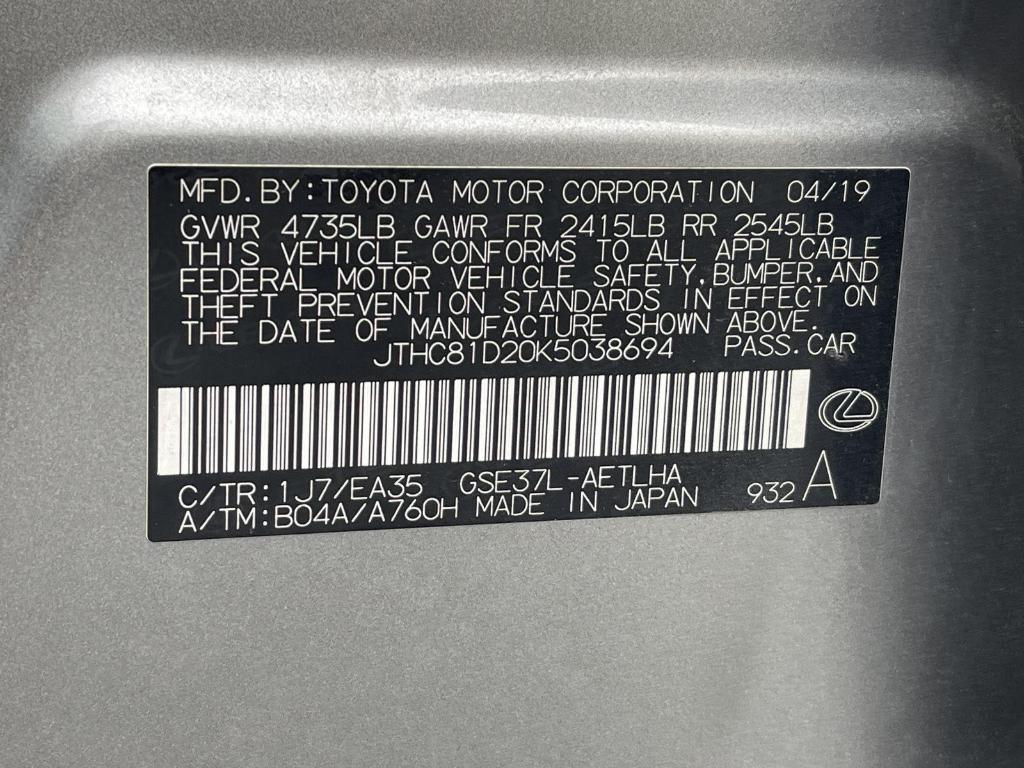 MFD.BY:TOYOTA MOTOR CORPORATION 04/19
GVWR 4735LB GAWR FR 2415LB RR 2545LB
THIS VEHICLE CONFORMS TO ALL APPLICABLE
FEDERAL MOTOR VEHICLE SAFETY,BUMPER,AND
THEFT PREVENTION STANDARDS IN EFFECT ON
THE DATE OF MANUFACTURE SHOWN ABOVE.
JTHC81D20K5038694 PASS.CAR
C/TR:1J7/EA35 GSE37L-AETLHA
A/TM:B04A/A760H MADE IN JAPAN 932 A